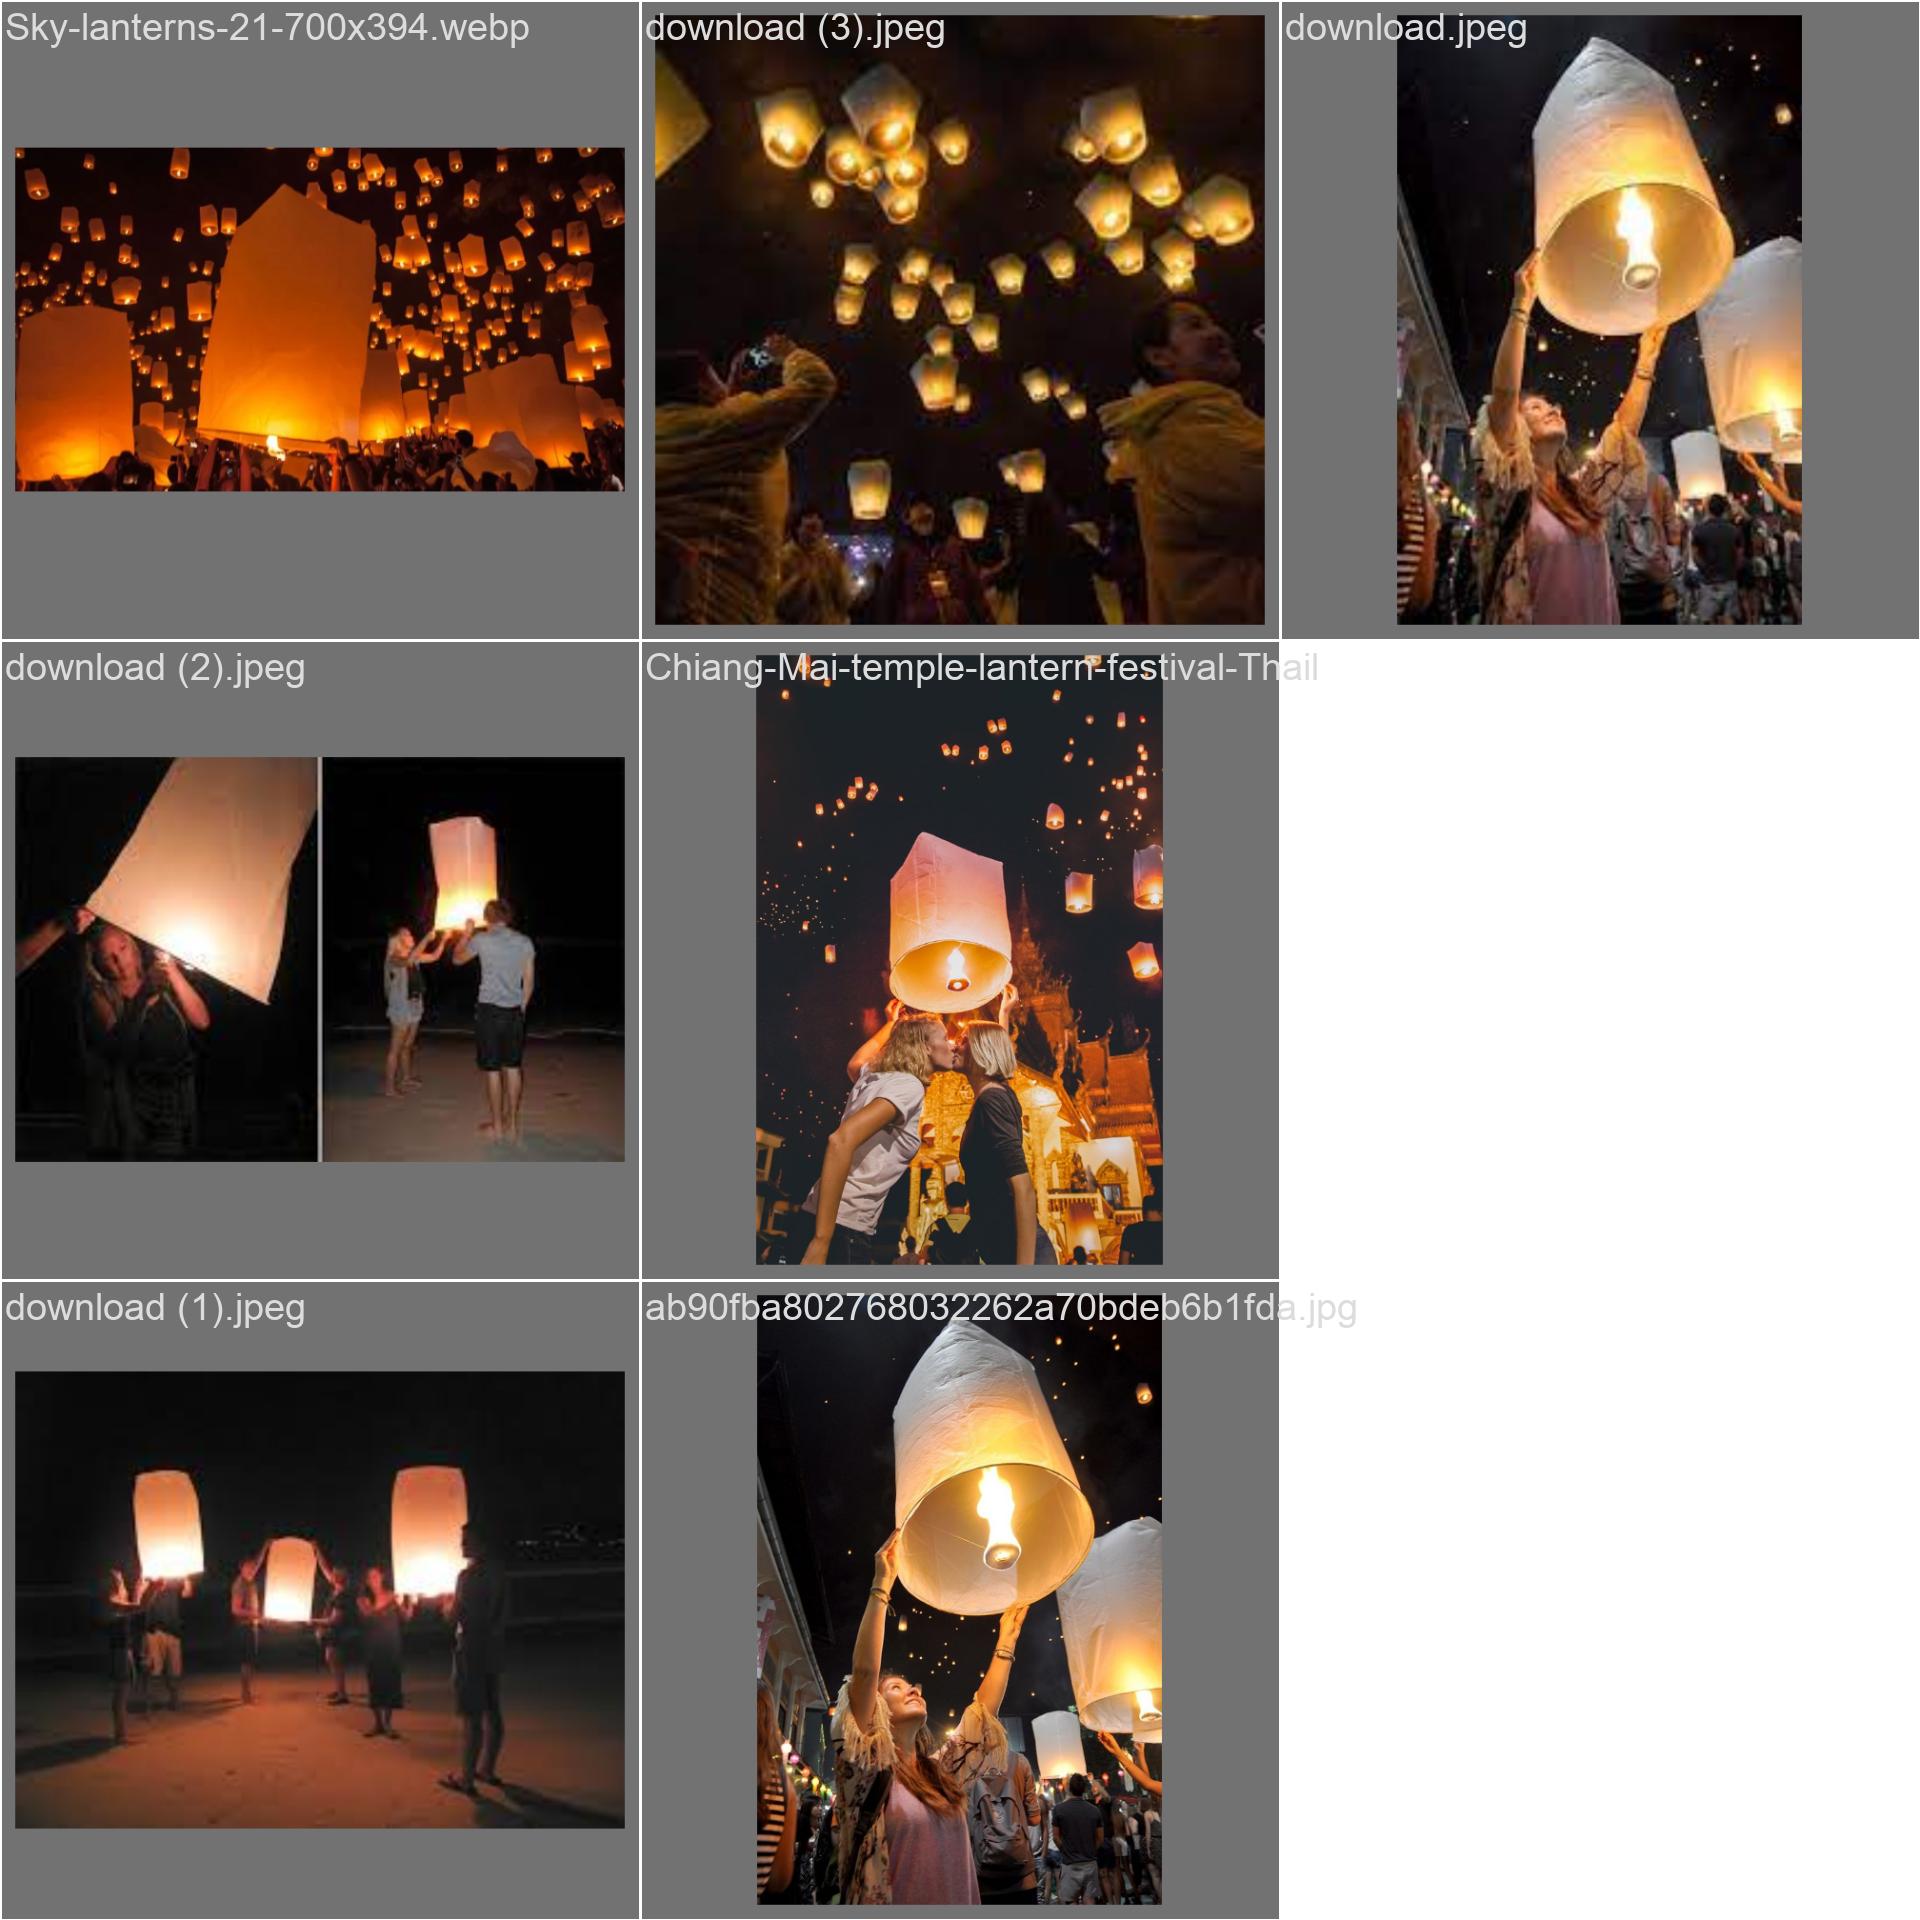 Sky-lanterns-21-700x394.webp
download (3).jpeg
download.jpeg
download (2).jpeg
Chiang-Mai-temple-lantern-festival-Thail
download (1).jpeg
ab90fba802768032262a70bdeb6b1fda.jpg